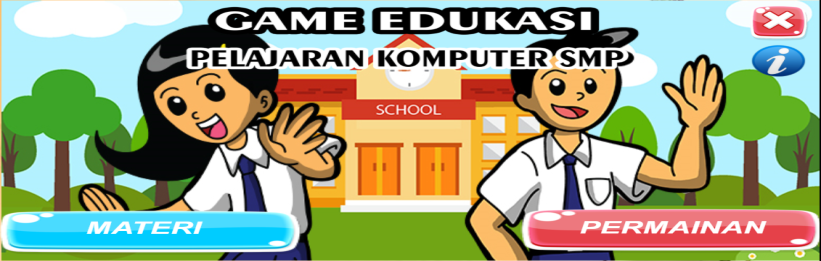 GAME EDUKASI
PELAJARAN KOMPUTER SMP
SCHOOL
MATERI
PERMAINAN